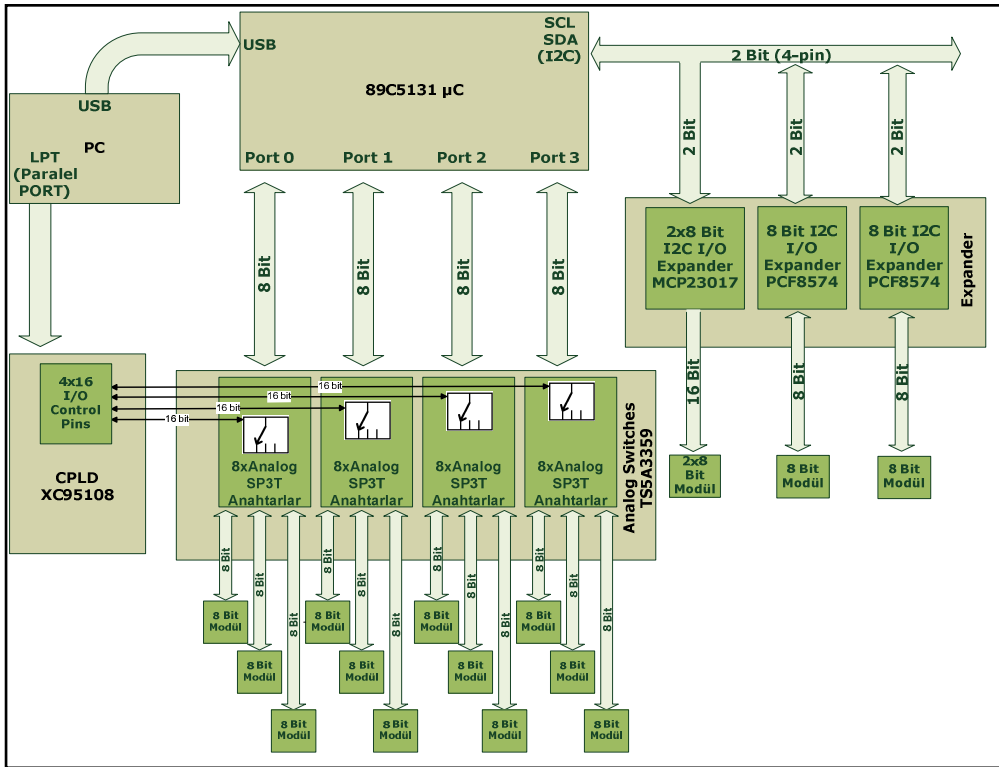 USB
89C5131 µC
SCL
SDA
(I2C)
Port 0
Port 1
Port 2
Port 3
2 Bit (4-pin)
USB
PC
LPT
(Paralel
PORT)
8 Bit
8 Bit
8 Bit
8 Bit
2 Bit
2 Bit
2 Bit
2x8 Bit
I2C I/O
Expander
MCP23017
8 Bit I2C
I/O
Expander
PCF8574
8 Bit I2C
I/O
Expander
PCF8574
Expander
16 Bit
8 Bit
8 Bit
2x8
Bit
Modül
8 Bit
Modül
8 Bit
Modül
4x16
I/O
Control
Pins
CPLD
XC95108
16 bit
16 bit
16 bit
16 bit
8xAnalog
SP3T
Anahtarlar
8xAnalog
SP3T
Anahtarlar
8xAnalog
SP3T
Anahtarlar
8xAnalog
SP3T
Anahtarlar
Analog Switches
TS5A3359
8 Bit
8 Bit
8 Bit
8 Bit
8 Bit
8 Bit
8 Bit
8 Bit
8 Bit
8 Bit
8 Bit
8 Bit
8 Bit
Modül
8 Bit
Modül
8 Bit
Modül
8 Bit
Modül
8 Bit
Modül
8 Bit
Modül
8 Bit
Modül
8 Bit
Modül
8 Bit
Modül
8 Bit
Modül
8 Bit
Modül
8 Bit
Modül